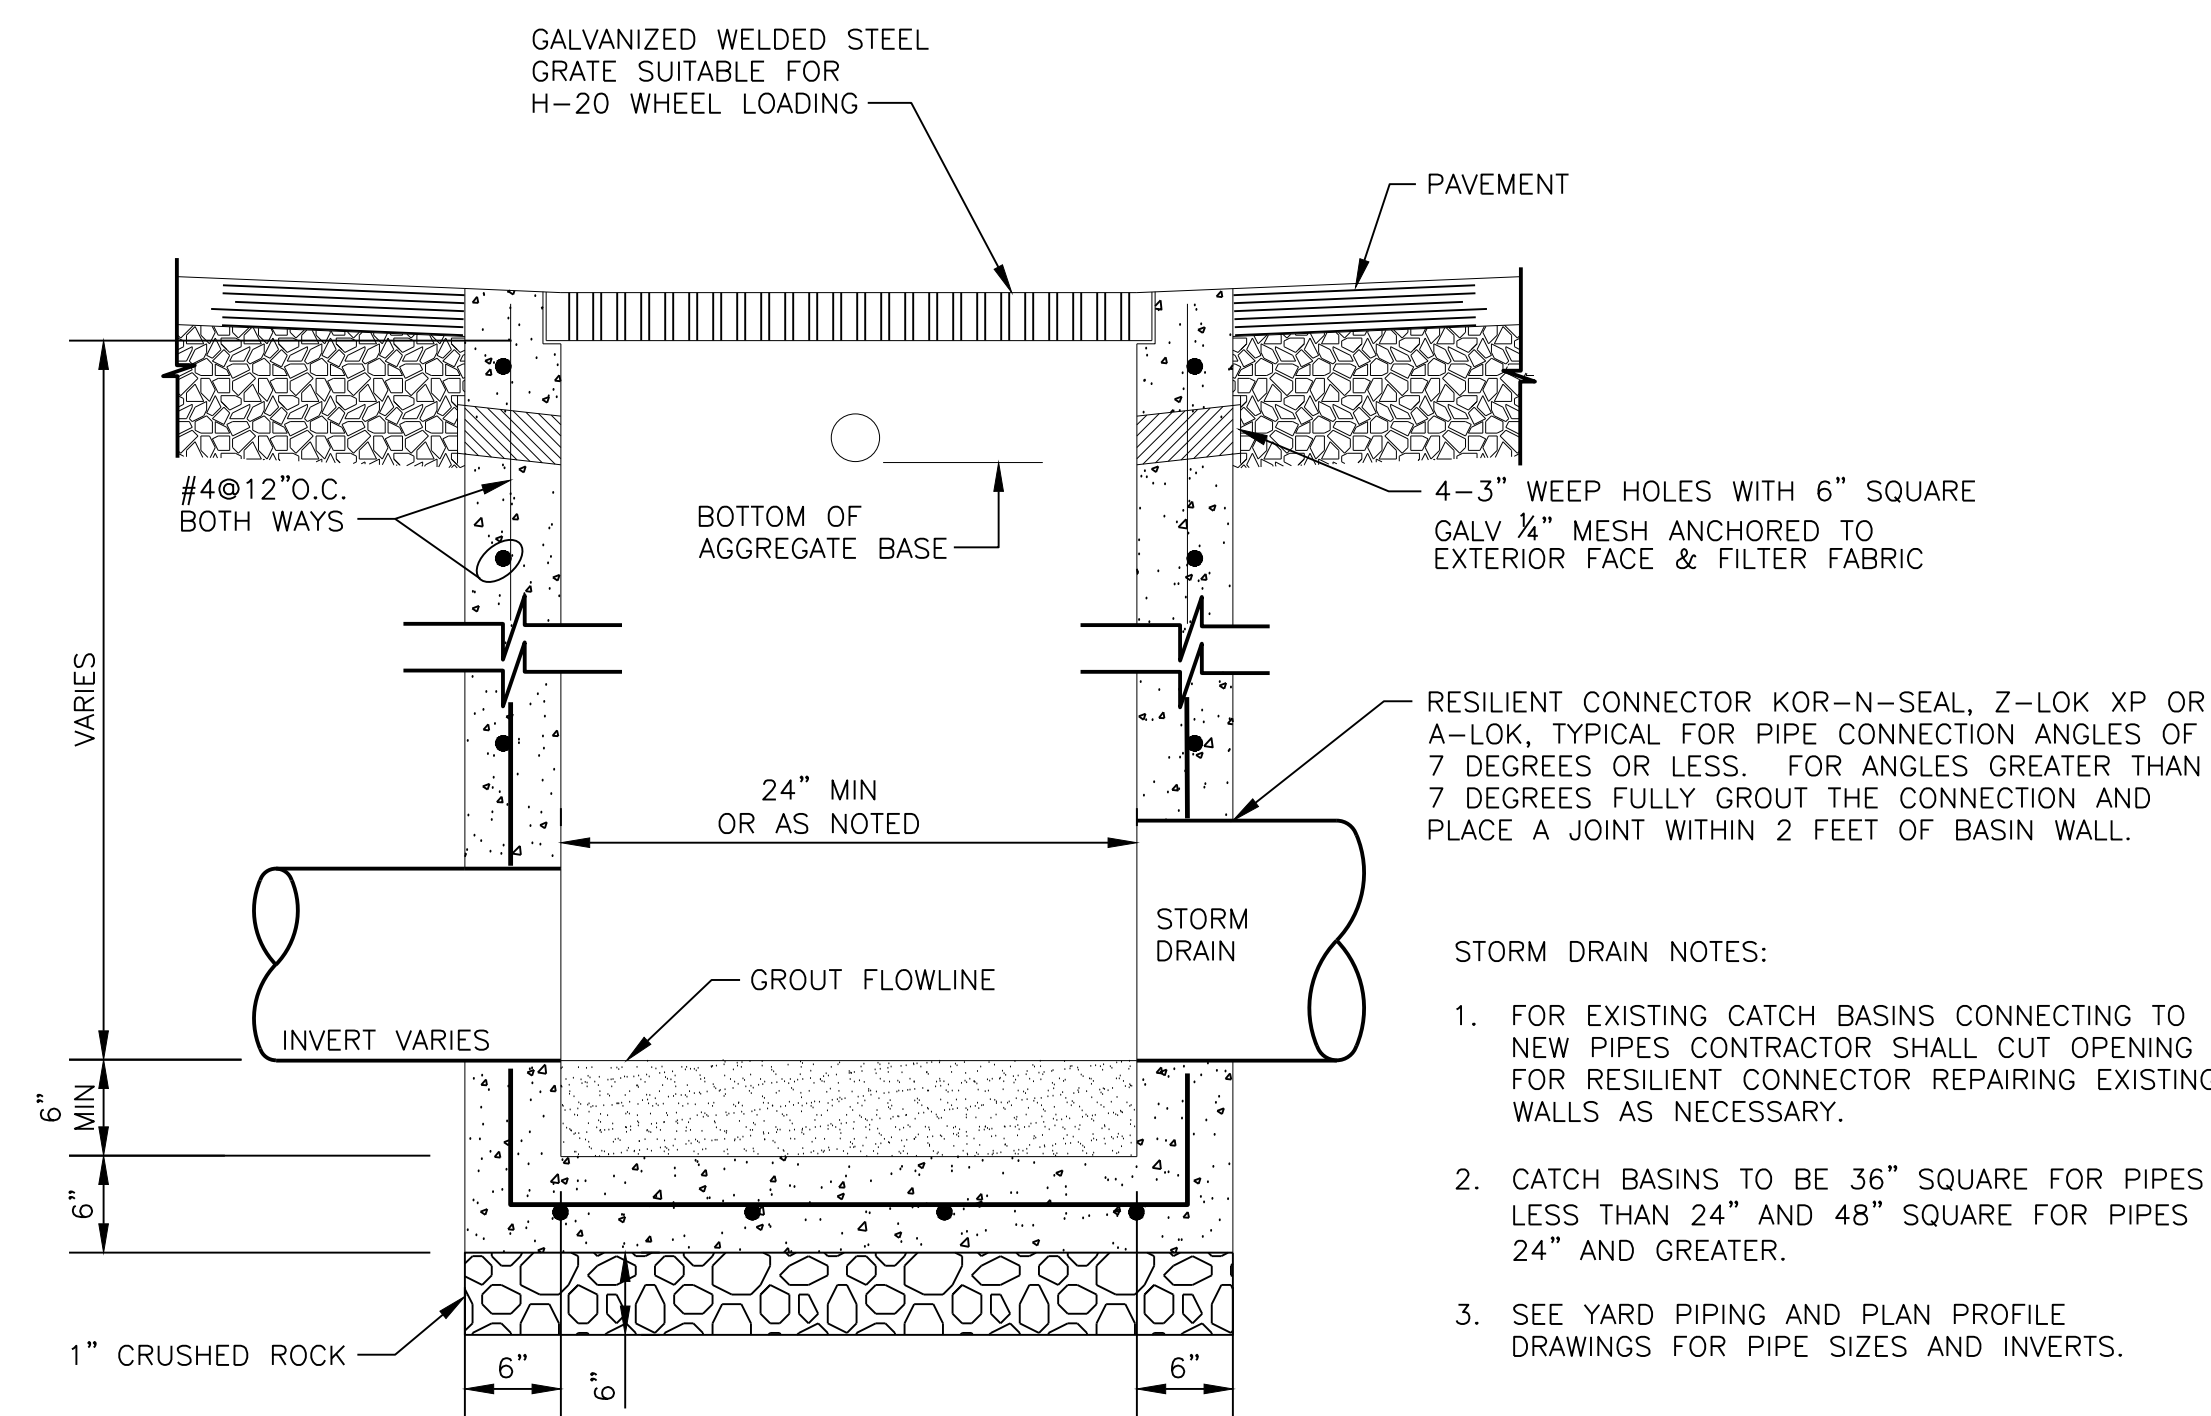 GALVANIZED WELDED STEEL
GRATE SUITABLE FOR
H-20 WHEEL LOADING
PAVEMENT
#4@12"O.C.
BOTH WAYS
BOTTOM OF
AGGREGATE BASE
4-3" WEEP HOLES WITH 6" SQUARE
GALV ¼" MESH ANCHORED TO
EXTERIOR FACE & FILTER FABRIC
VARIES
RESILIENT CONNECTOR KOR-N-SEAL, Z-LOK XP OR
A-LOK, TYPICAL FOR PIPE CONNECTION ANGLES OF
7 DEGREES OR LESS. FOR ANGLES GREATER THAN
7 DEGREES FULLY GROUT THE CONNECTION AND
PLACE A JOINT WITHIN 2 FEET OF BASIN WALL.
24" MIN
OR AS NOTED
STORM
DRAIN
GROUT FLOWLINE
INVERT VARIES
6"
MIN
6"
1" CRUSHED ROCK
6"
6"
6"
STORM DRAIN NOTES:
1. FOR EXISTING CATCH BASINS CONNECTING TO
NEW PIPES CONTRACTOR SHALL CUT OPENING
FOR RESILIENT CONNECTOR REPAIRING EXISTING
WALLS AS NECESSARY.
2. CATCH BASINS TO BE 36" SQUARE FOR PIPES
LESS THAN 24" AND 48" SQUARE FOR PIPES
24" AND GREATER.
3. SEE YARD PIPING AND PLAN PROFILE
DRAWINGS FOR PIPE SIZES AND INVERTS.